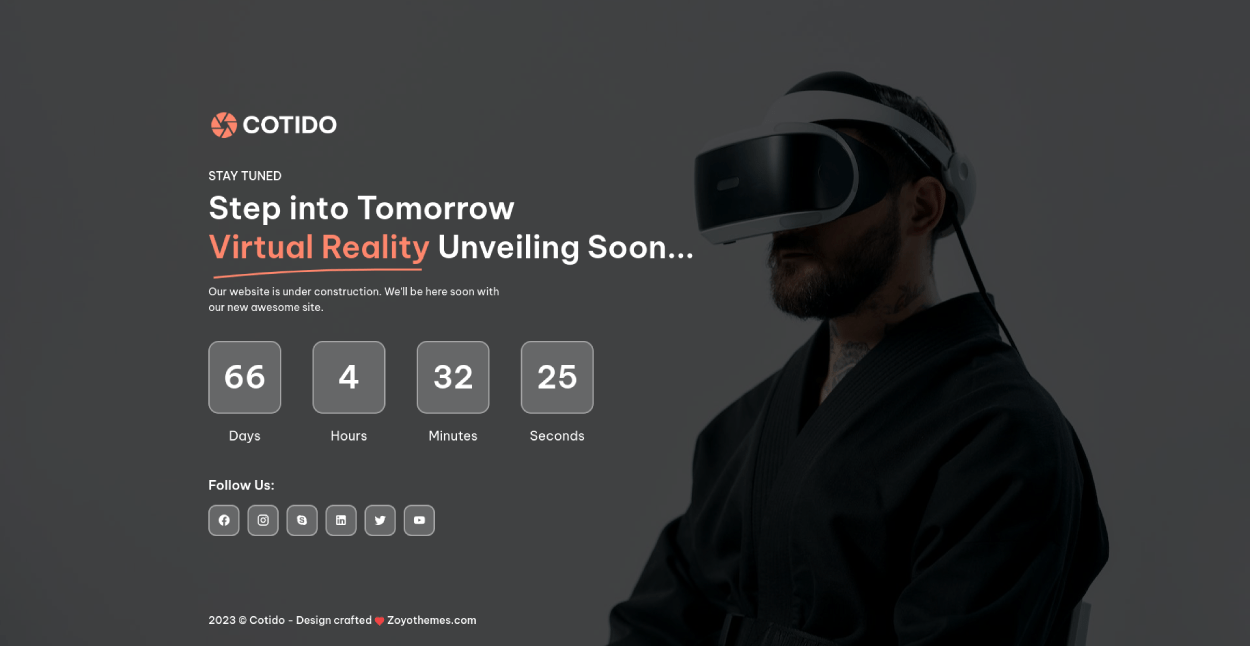 COTIDO
STAY TUNED
Step into Tomorrow
Virtual Reality Unveiling Soon...
Our website is under construction. We'll be here soon with
our new awesome site.
66 4 32 25
Days Hours Minutes Seconds
Follow Us:
2023 © Cotido - Design crafted ❤ Zoyothemes.com